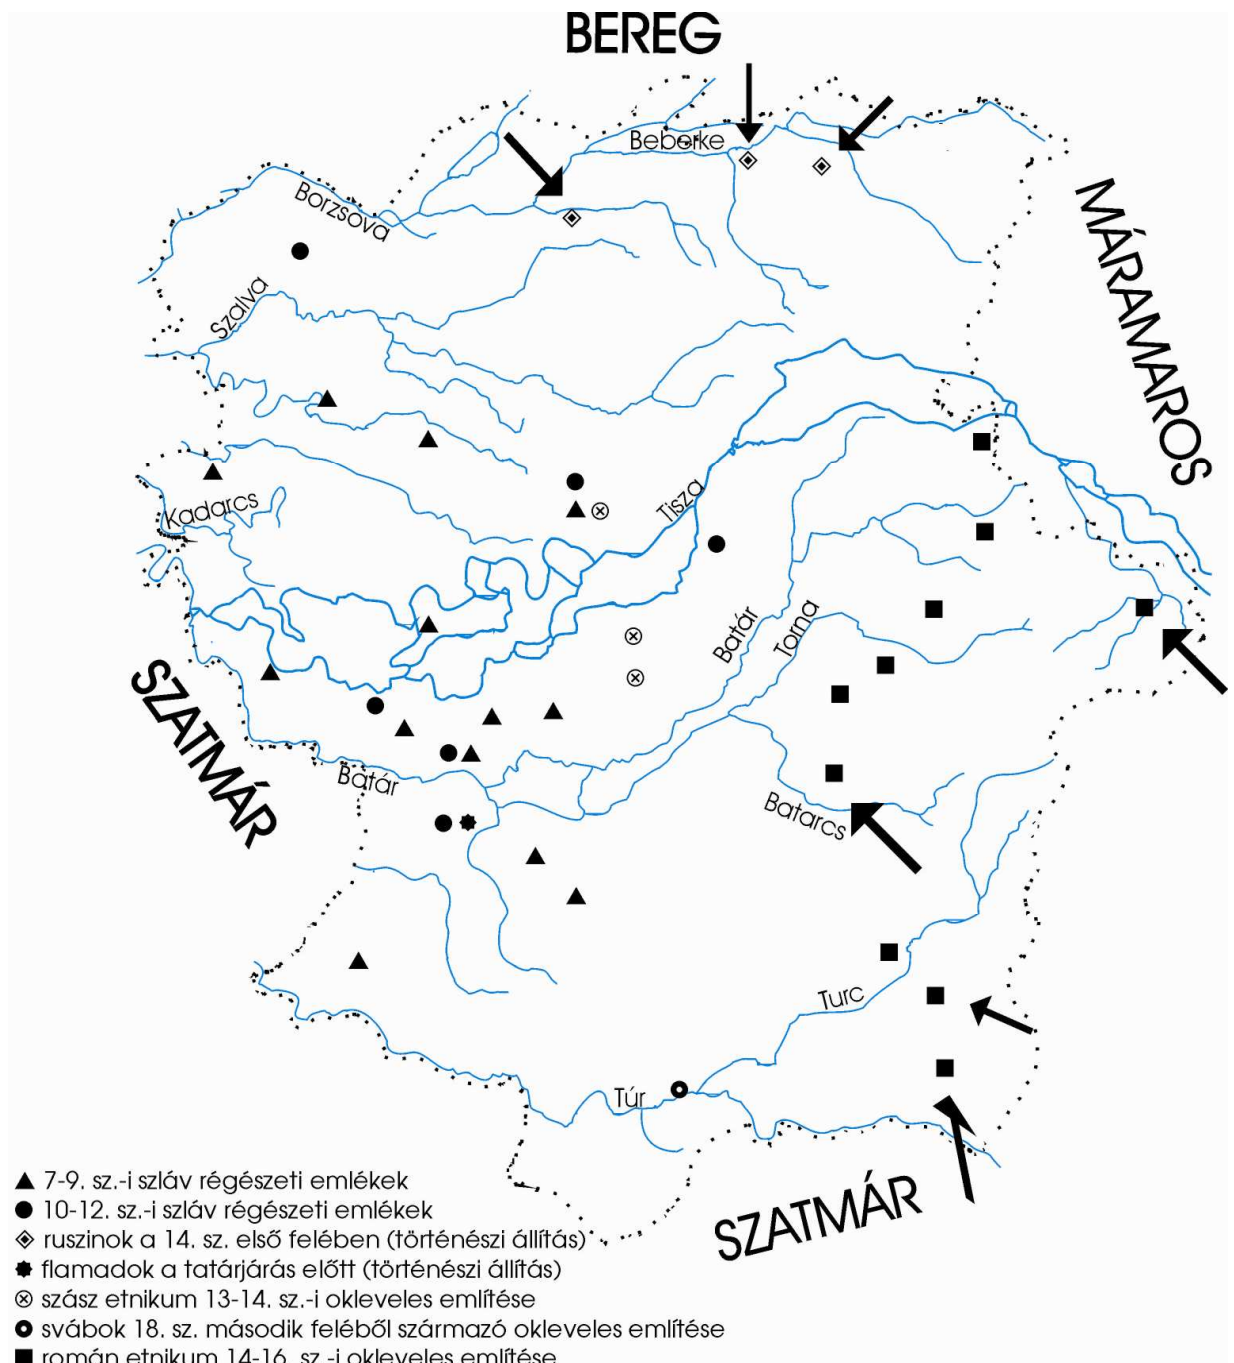 BEREG
Beberke
Borzsova
MÁRAMAROS
Szalva
Kadarcs
Tisza
Batár
Torna
SZATMÁR
Batár
Batarcs
Turc
Túr
SZATMÁR
7-9. sz.-i szláv régészeti emlékek
10-12. sz.-i szláv régészeti emlékek
ruszinok a 14. sz. első felében (történészi állítás)
flamadok a tatárjárás előtt (történészi állítás)
szász etnikum 13-14. sz.-i okleveles említése
svábok 18. sz. második feléből származó okleveles említése
román etnikum 14-16. sz.-i okleveles említése